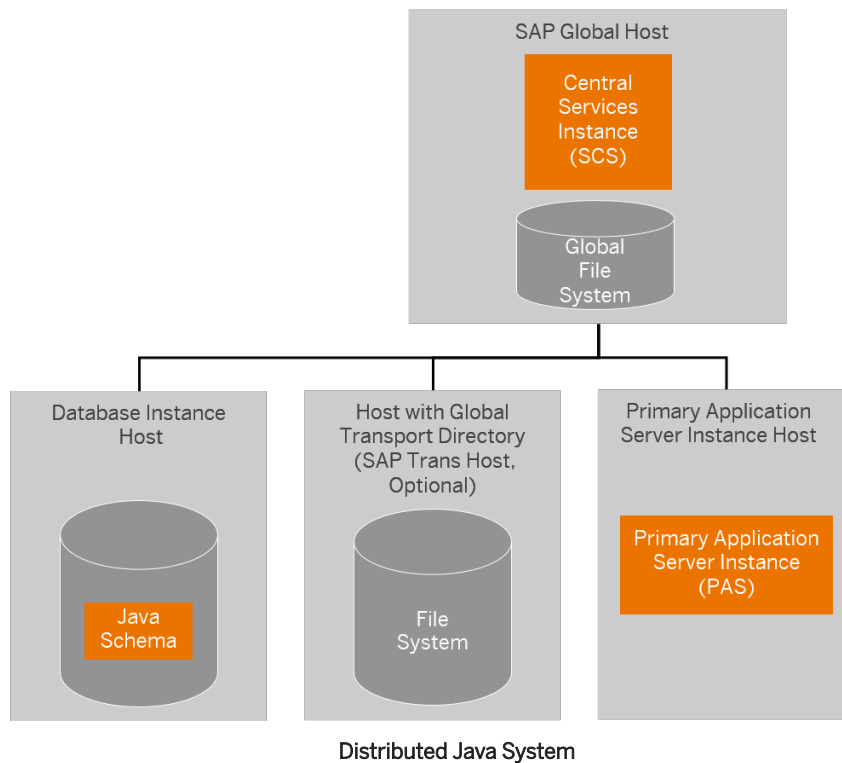 SAP Global Host
Central
Services
Instance
(SCS)
Global
File
System
Database Instance
Host
Java
Schema
Host with Global
Transport Directory
(SAP Trans Host,
Optional)
File
System
Primary Application
Server Instance Host
Primary Application
Server Instance
(PAS)
Distributed Java System